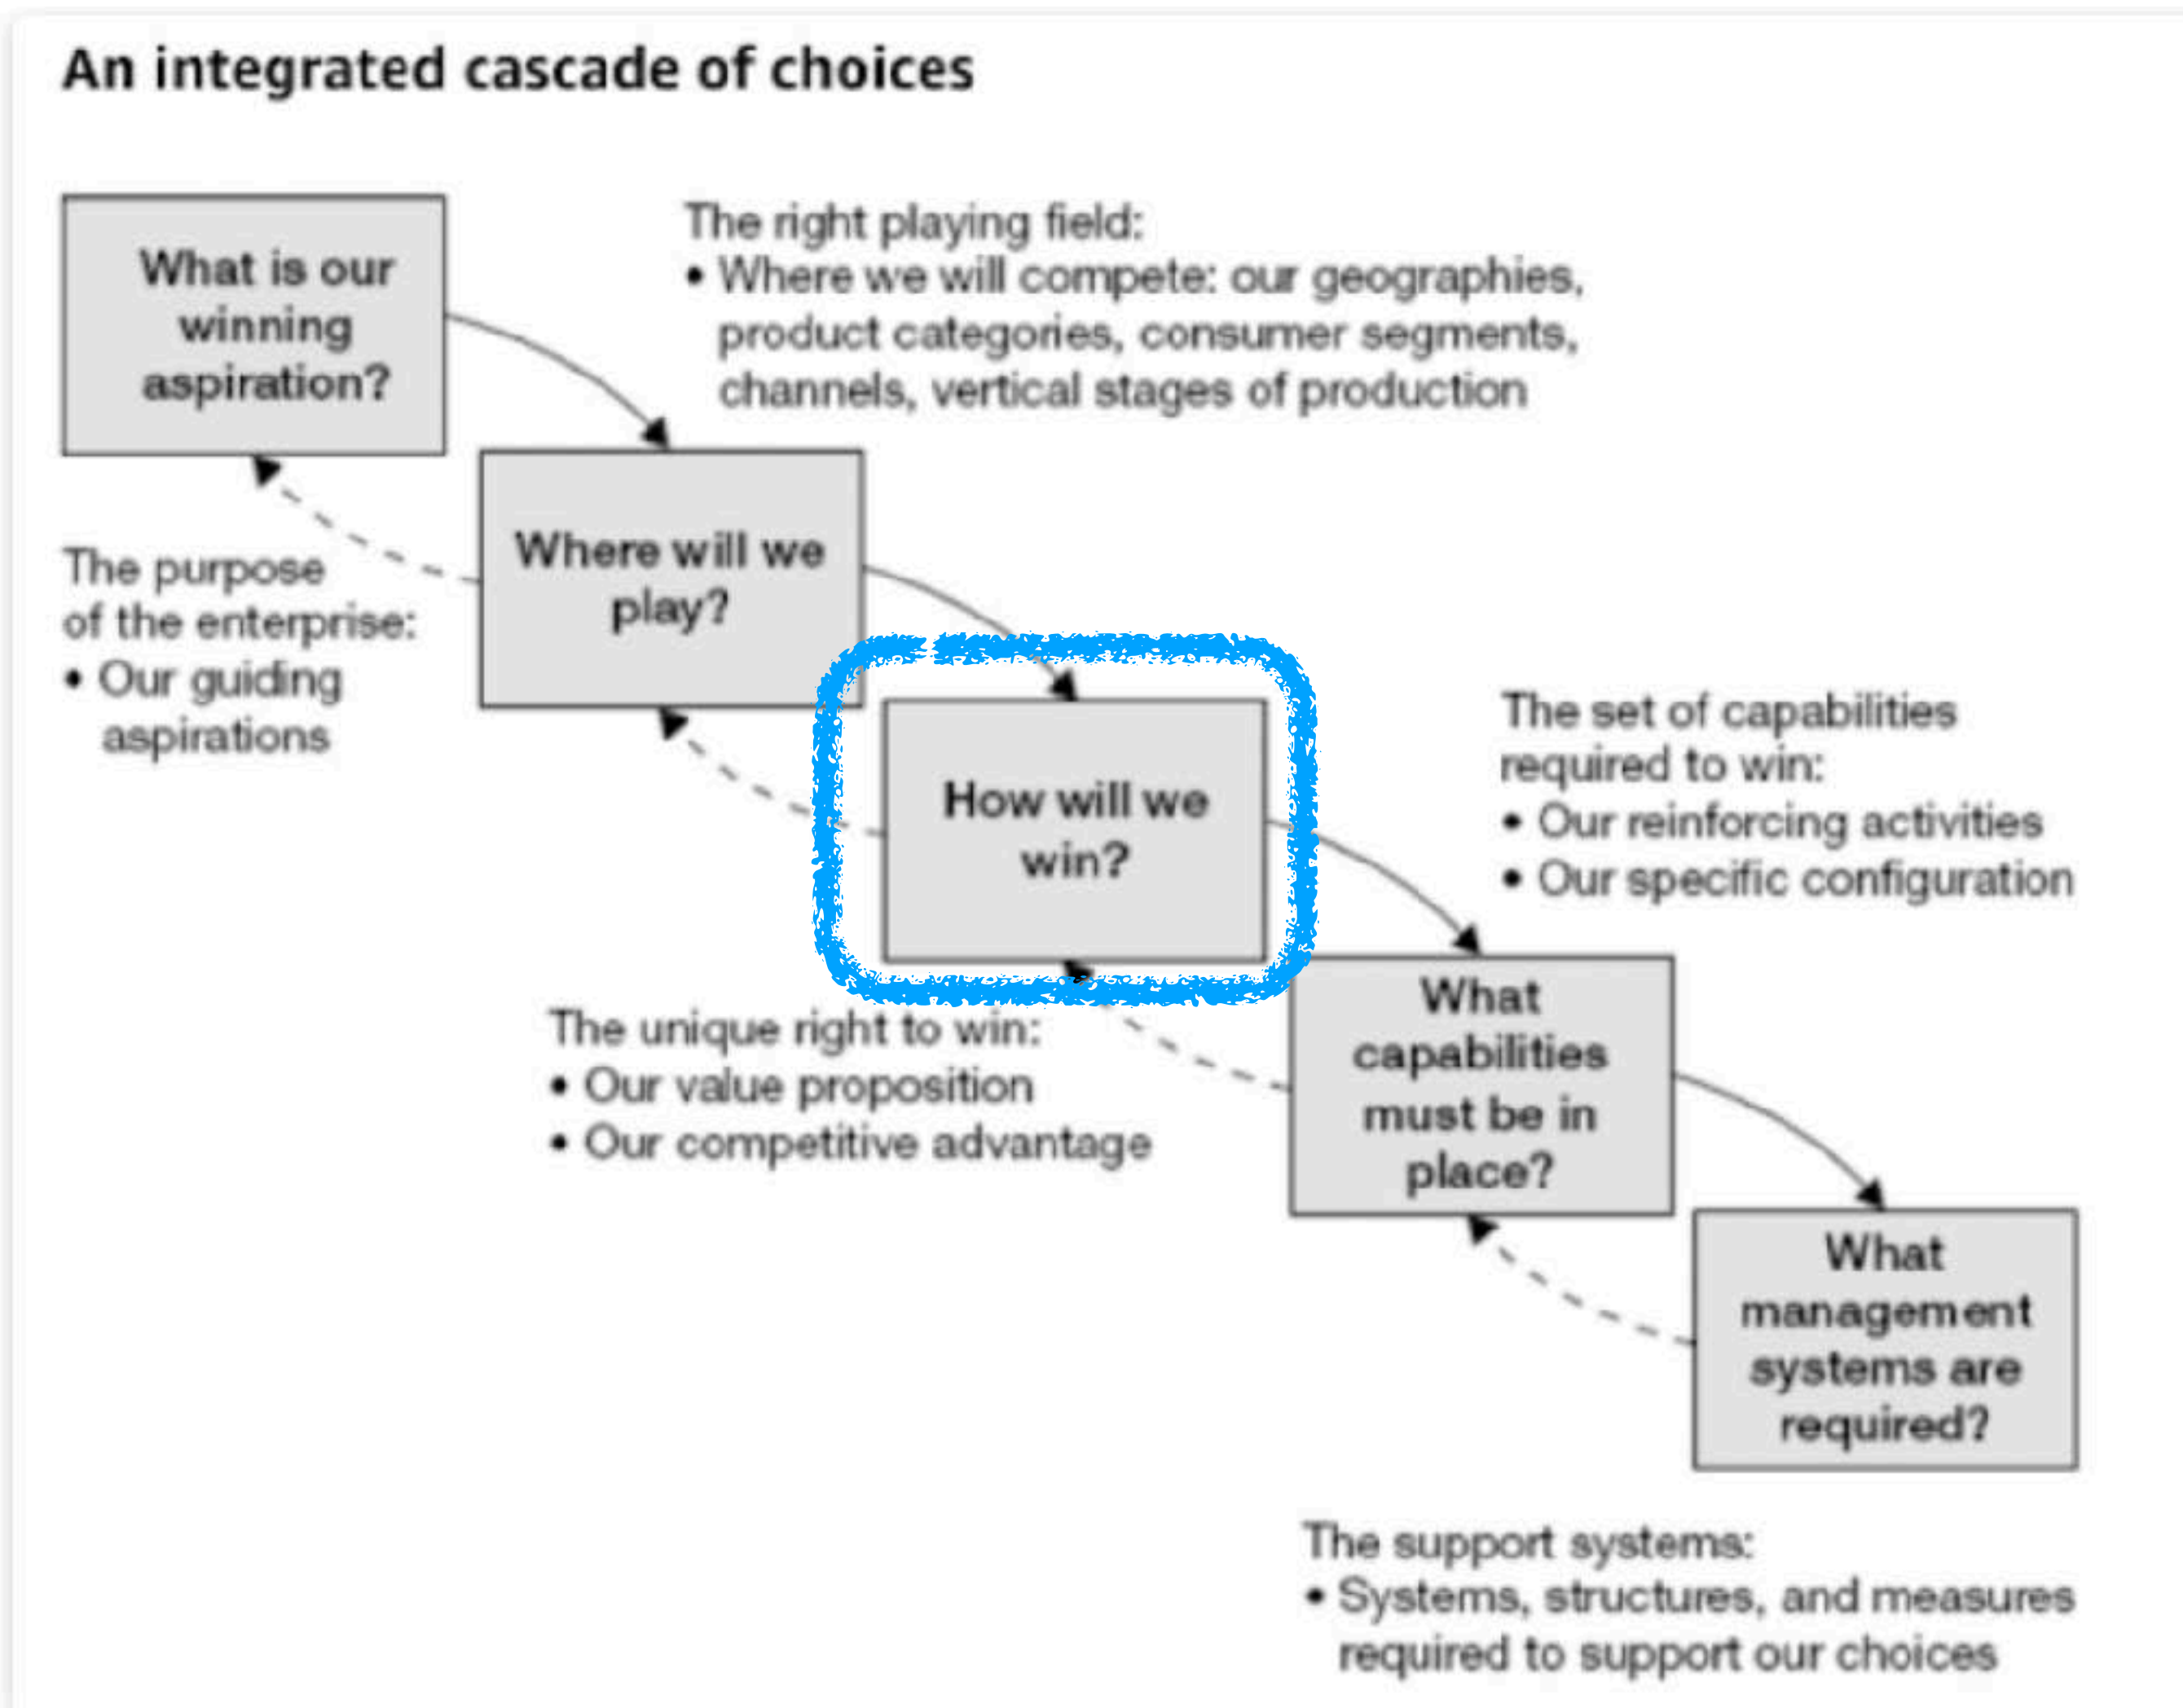 An integrated cascade of choices
What is our
winning
aspiration?
The right playing field:
• Where we will compete: our geographies,
product categories, consumer segments,
channels, vertical stages of production
Where will we
play?
The purpose
of the enterprise:
• Our guiding
aspirations
How will we
win?
The set of capabilities
required to win:
• Our reinforcing activities
• Our specific configuration
The unique right to win:
• Our value proposition
• Our competitive advantage
What
capabilities
must be in
place?
What
management
systems are
required?
The support systems:
• Systems, structures, and measures
required to support our choices